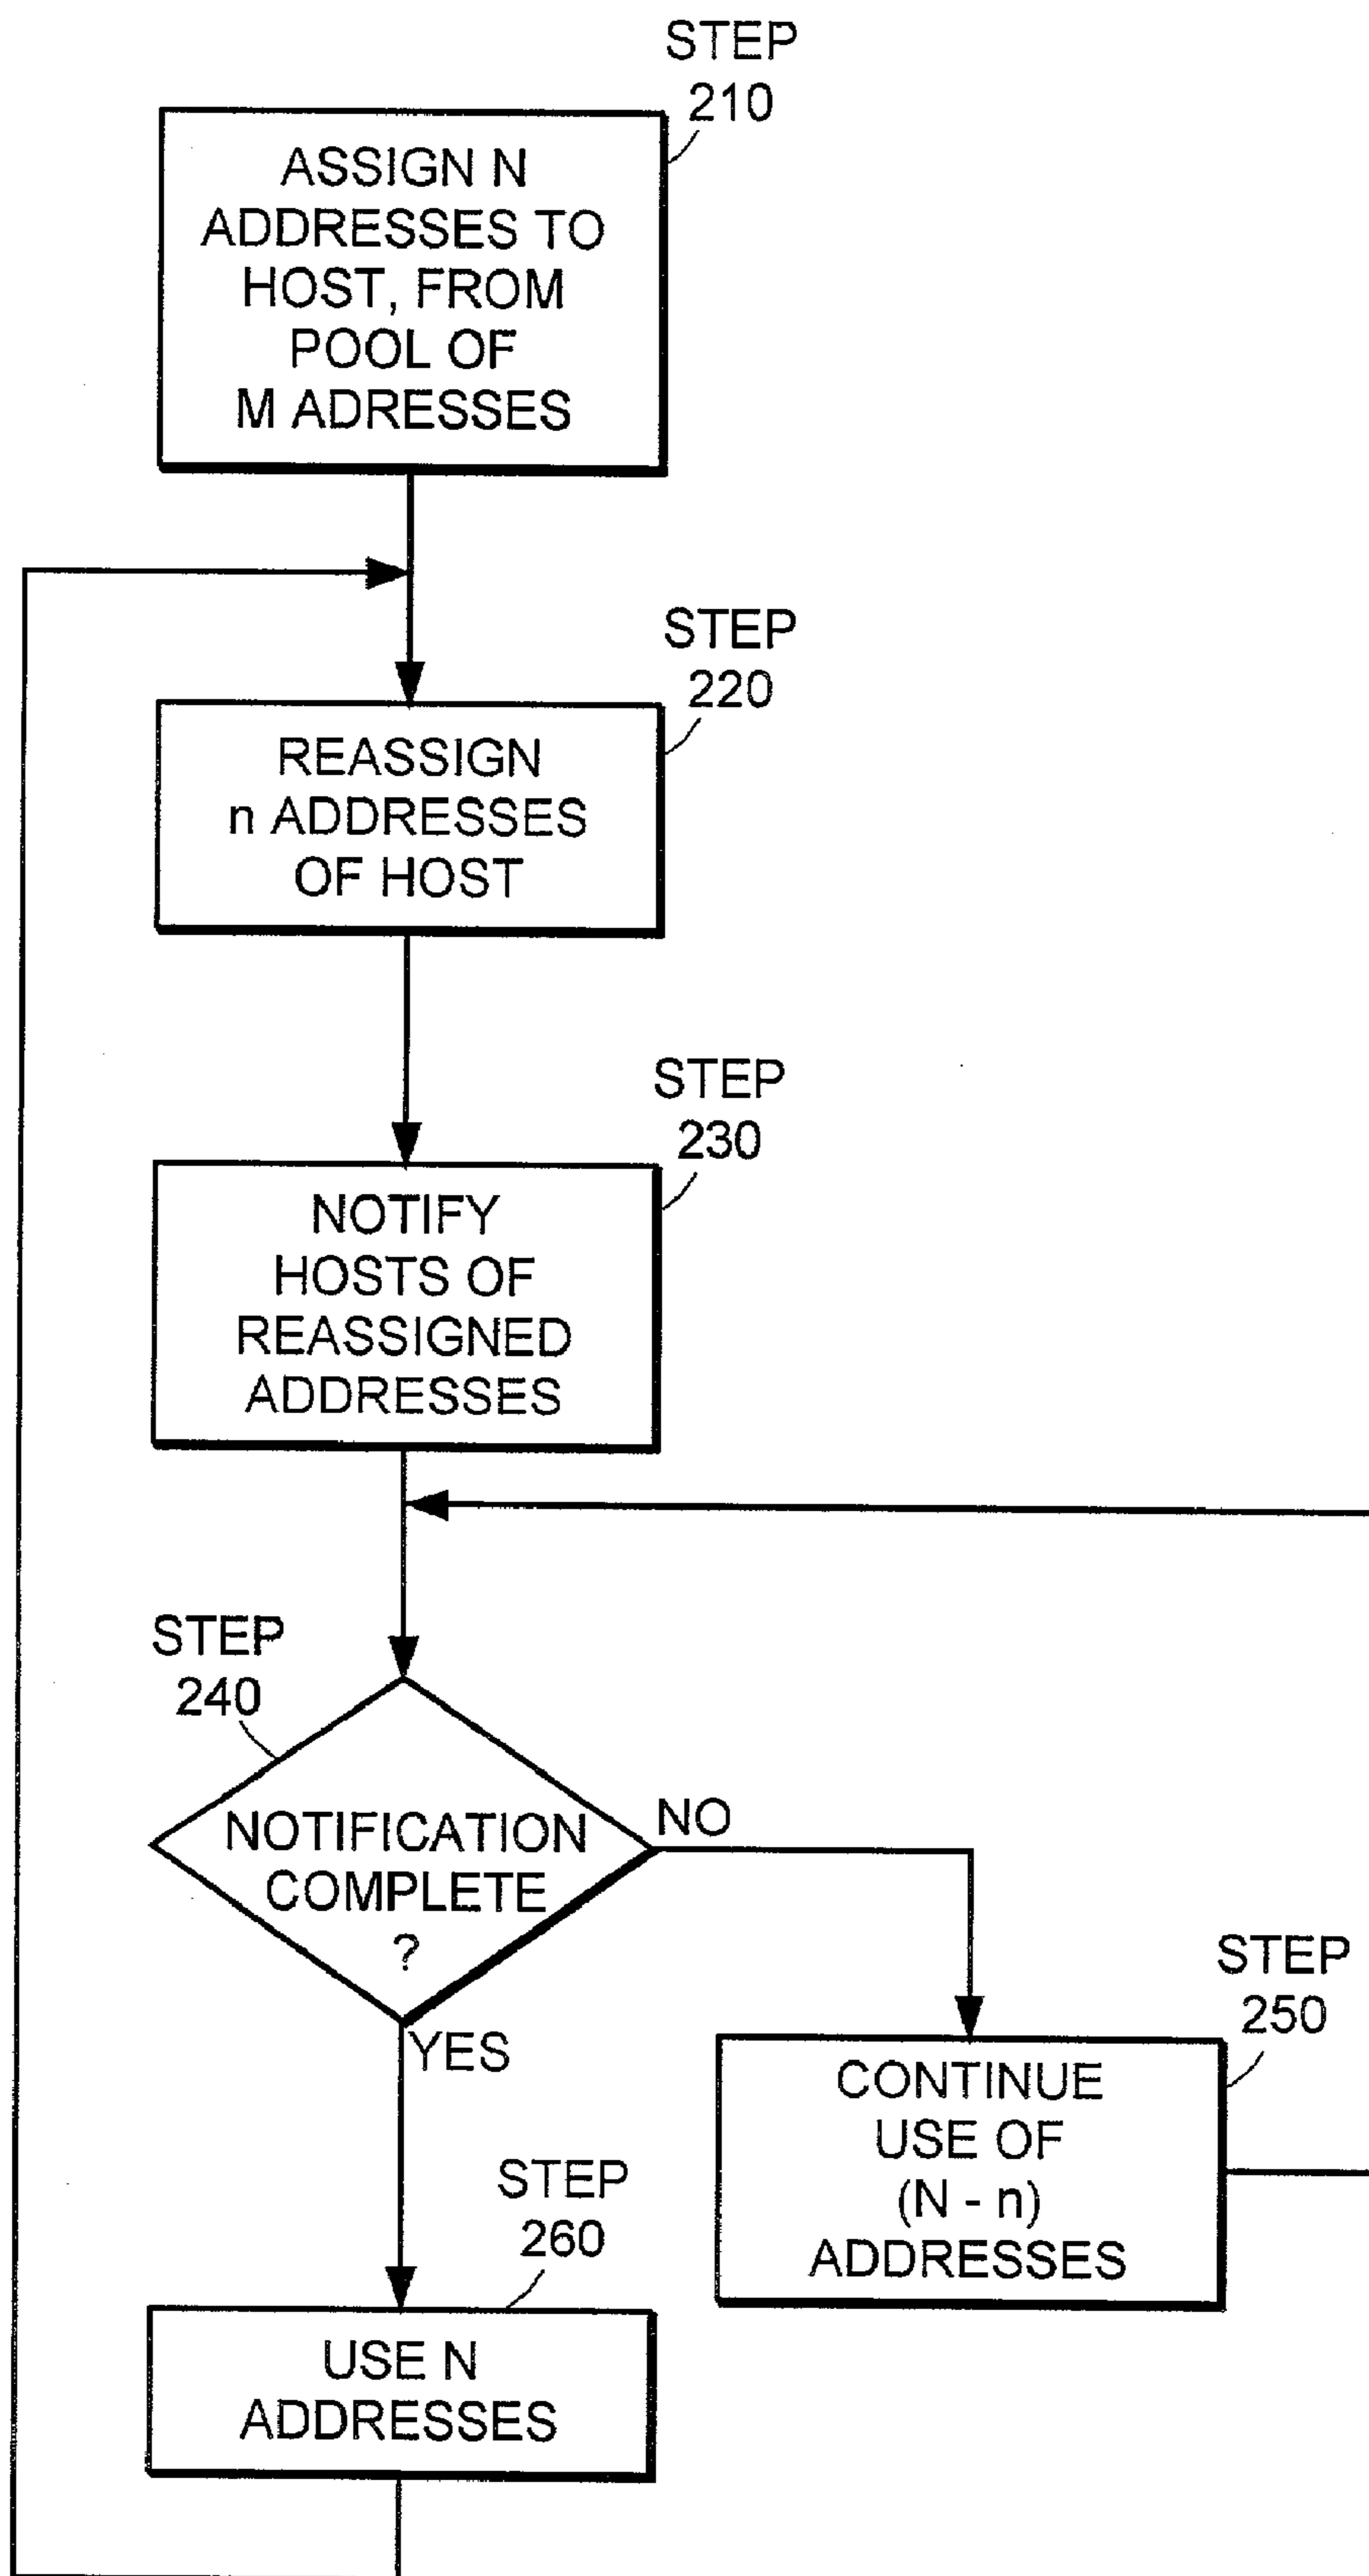 STEP
210
ASSIGN N
ADDRESSES TO
HOST, FROM
POOL OF
M ADRESSES
STEP
220
REASSIGN
n ADDRESSES
OF HOST
STEP
230
NOTIFY
HOSTS OF
REASSIGNED
ADDRESSES
STEP
240
NOTIFICATION
COMPLETE
?
NO
YES
STEP
250
CONTINUE
USE OF
(N - n)
ADDRESSES
STEP
260
USE N
ADDRESSES